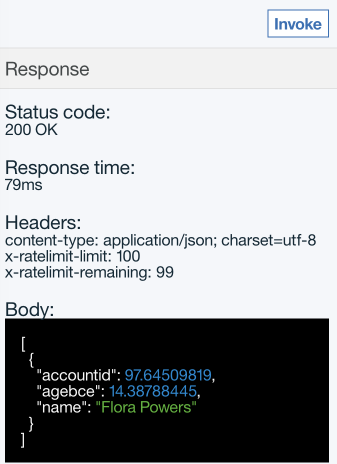 Invoke
Response
Status code:
200 OK
Response time:
79ms
Headers:
content-type: application/json; charset=utf-8
x-ratelimit-limit: 100
x-ratelimit-remaining: 99
Body:
[
{
"accountid": 97.64509819,
"agebce": 14.38788445,
"name": "Flora Powers"
}
]